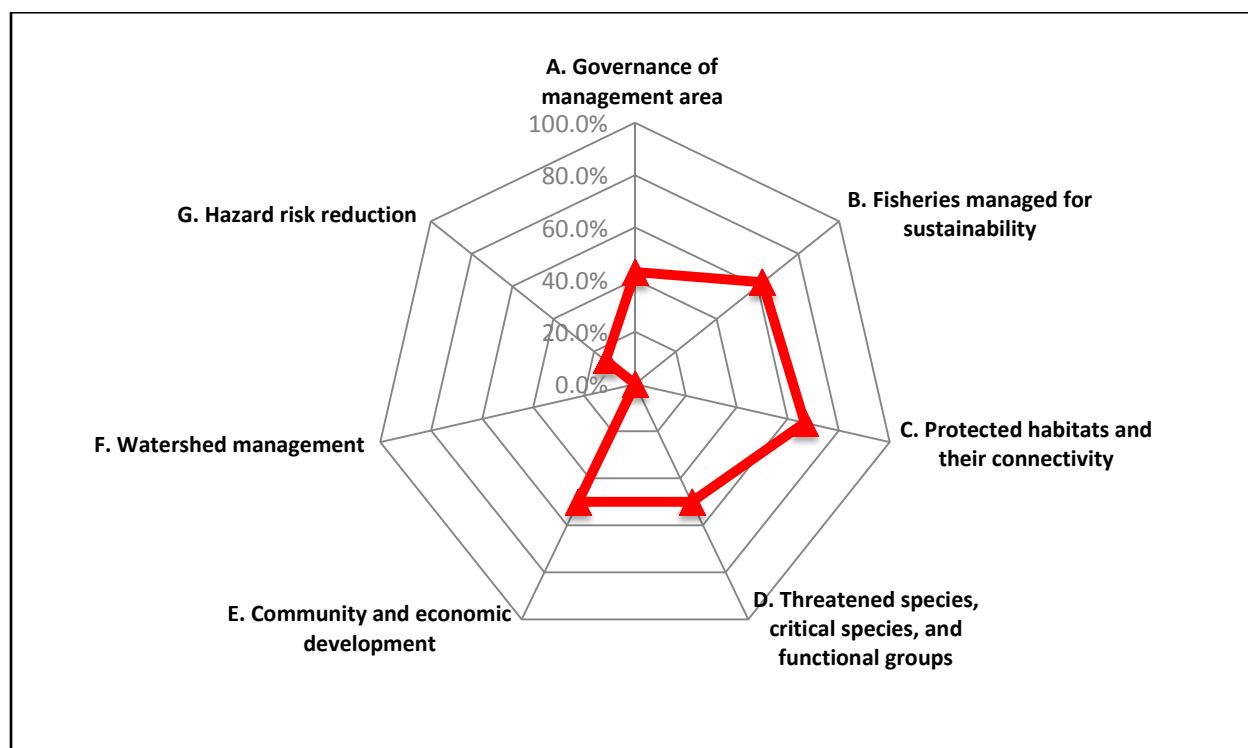 A. Governance of
management area
100.0%
80.0%
60.0%
40.0%
20.0%
0.0%
B. Fisheries managed for
sustainability
C. Protected habitats and
their connectivity
D. Threatened species,
critical species, and
functional groups
E. Community and economic
development
F. Watershed management
G. Hazard risk reduction